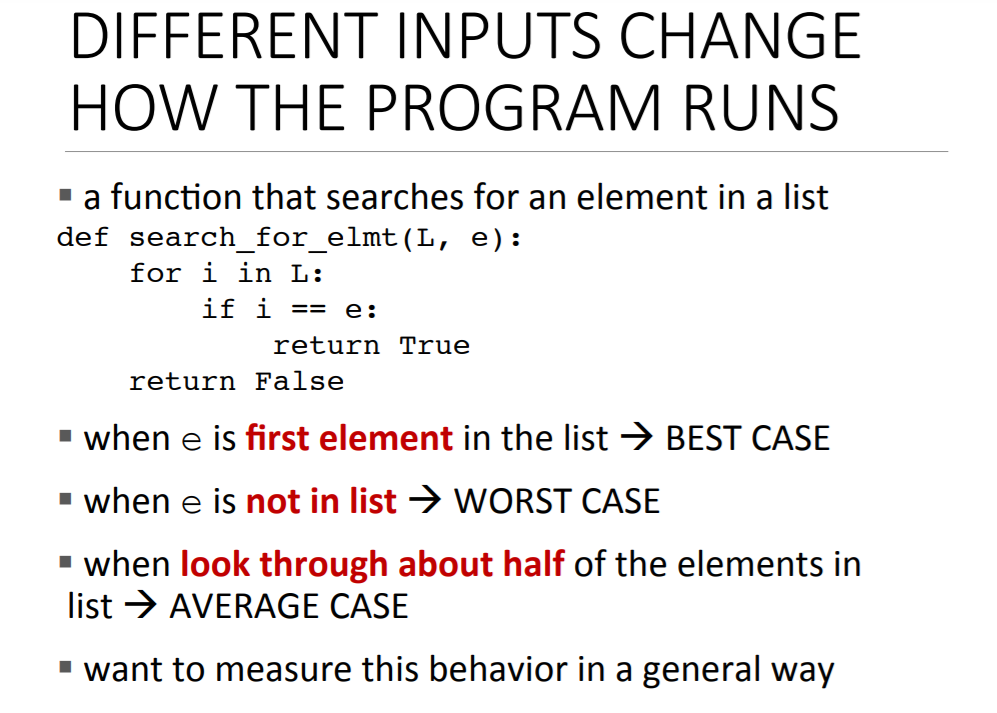 DIFFERENT INPUTS CHANGE
HOW THE PROGRAM RUNS
▪ a function that searches for an element in a list
def search_for_elmt(L, e):
    for i in L:
        if i == e:
            return True
    return False
▪ when e is first element in the list → BEST CASE
▪ when e is not in list → WORST CASE
▪ when look through about half of the elements in
list → AVERAGE CASE
▪ want to measure this behavior in a general way